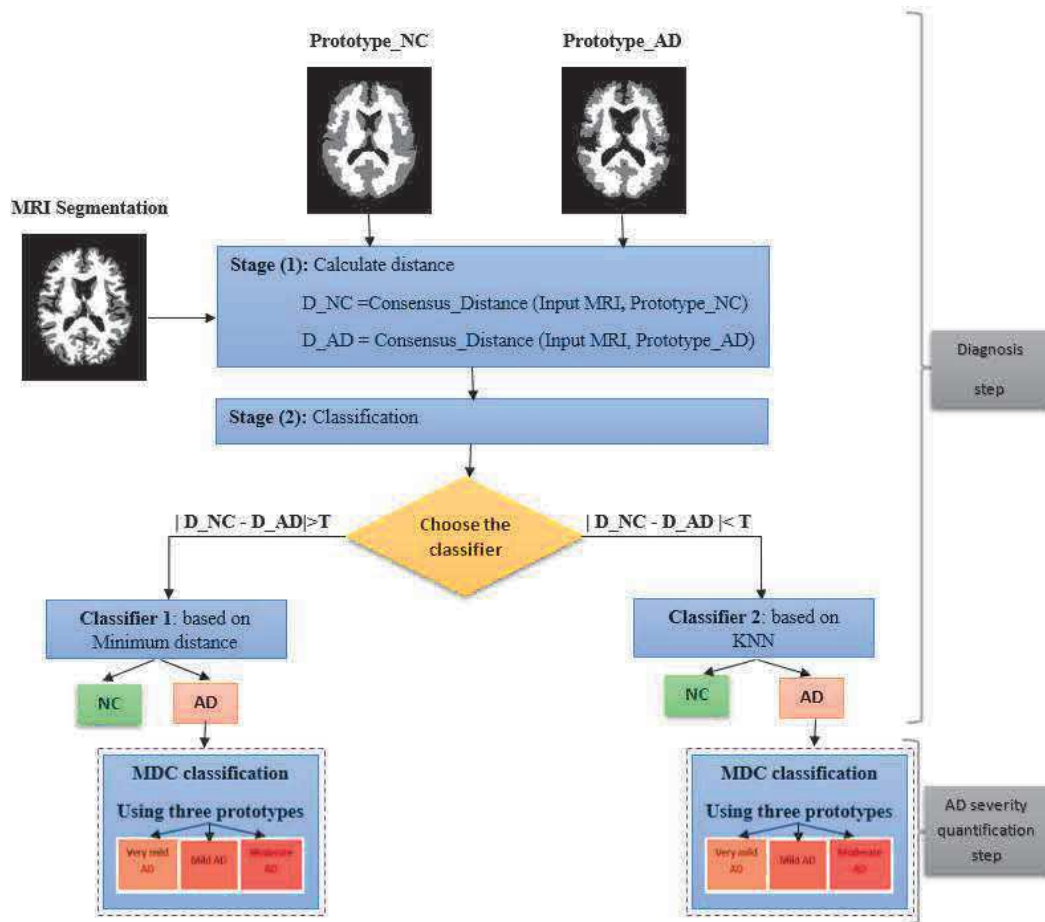 Prototype_NC
Prototype_AD
MRI Segmentation
Stage (1): Calculate distance
D_NC =Consensus_Distance (Input MRI, Prototype_NC)
D_AD = Consensus_Distance (Input MRI, Prototype_AD)
Diagnosis
step
Stage (2): Classification
| D_NC - D_AD|>T
Choose the
classifier
| D_NC - D_AD |< T
Classifier 1: based on
Minimum distance
Classifier 2: based on
KNN
NC
AD
NC
AD
MDC classification
Using three prototypes
Very mild
AD
Mild AD
Moderate
AD
MDC classification
Using three prototypes
Very mild
AD
Mild AD
Moderate
AD
AD severity
quantification
step